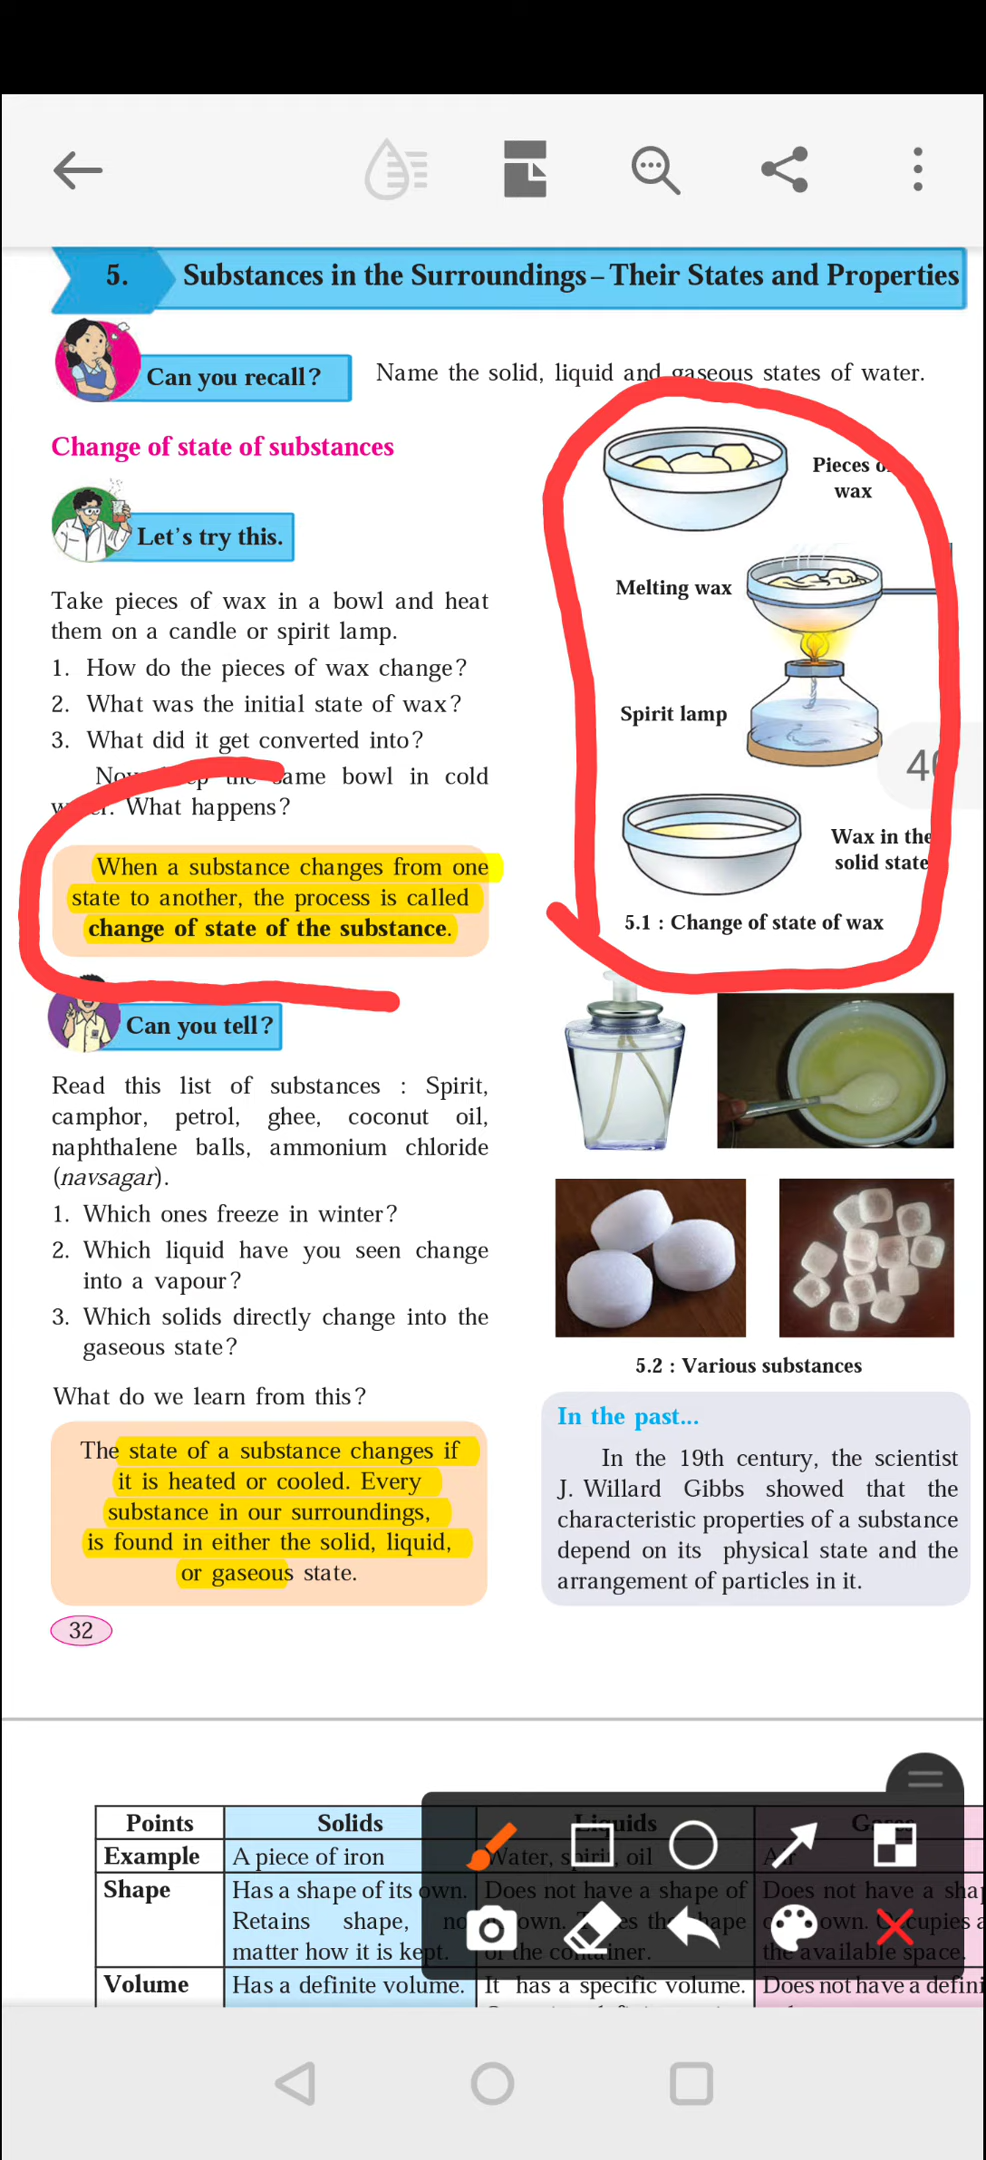 5. Substances in the Surroundings – Their States and Properties
Can you recall?
Name the solid, liquid and gaseous states of water.
Change of state of substances
Let's try this.
Take pieces of wax in a bowl and heat
them on a candle or spirit lamp.
1. How do the pieces of wax change?
2. What was the initial state of wax?
3. What did it get converted into?
same bowl in cold
What happens?
When a substance changes from one
state to another, the process is called
change of state of the substance.
Pieces
wax
Melting wax
Spirit lamp
Wax in the
solid state
5.1 : Change of state of wax
Can you tell?
Read this list of substances : Spirit,
camphor, petrol, ghee, coconut oil,
naphthalene balls, ammonium chloride
(navsagar).
1. Which ones freeze in winter?
2. Which liquid have you seen change
into a vapour?
3. Which solids directly change into the
gaseous state?
What do we learn from this?
The state of a substance changes if
it is heated or cooled. Every
substance in our surroundings,
is found in either the solid, liquid,
or gaseous state.
5.2 : Various substances
In the past...
In the 19th century, the scientist
J. Willard Gibbs showed that the
characteristic properties of a substance
depend on its physical state and the
arrangement of particles in it.
32
Points Solids Liquids
Example A piece of iron Water, spirit, oil
Shape Has a shape of its own. Does not have a shape of Does not have a
Retains shape, no own. shape own. Occupies
matter how it is kept. of the container. the available space.
Volume Has a definite volume. It has a specific volume. Does not have a